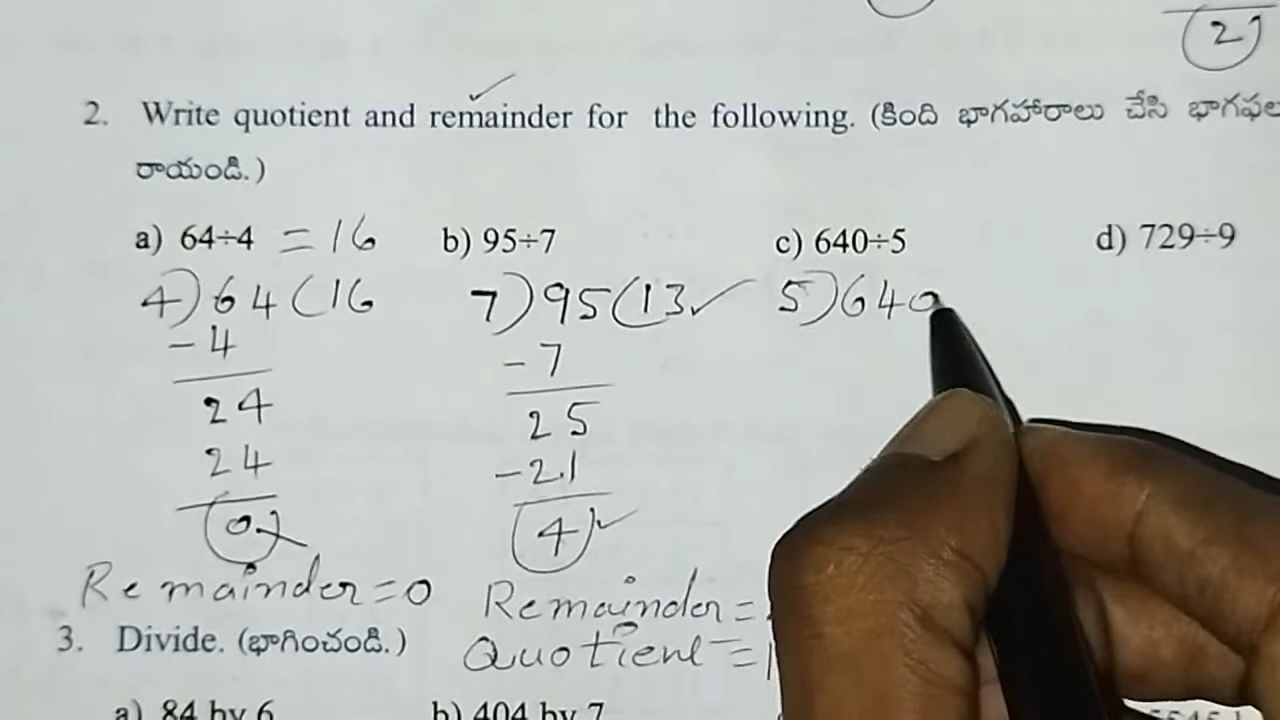 2
2. Write quotient and remainder for the following. (కింది భాగహారాలు చేసి
రాయండి.)
a) 64÷4 = 16 b) 95÷7 c) 640÷5 d) 729÷9
4)64(16 7)95(13 5)640
-4 -7
24 25
24 -21
0 4
Remainder=0 Remainder=
3. Divide. (భాగించండి.) Quotient=
a) 84 by 6 b) 404 by 7